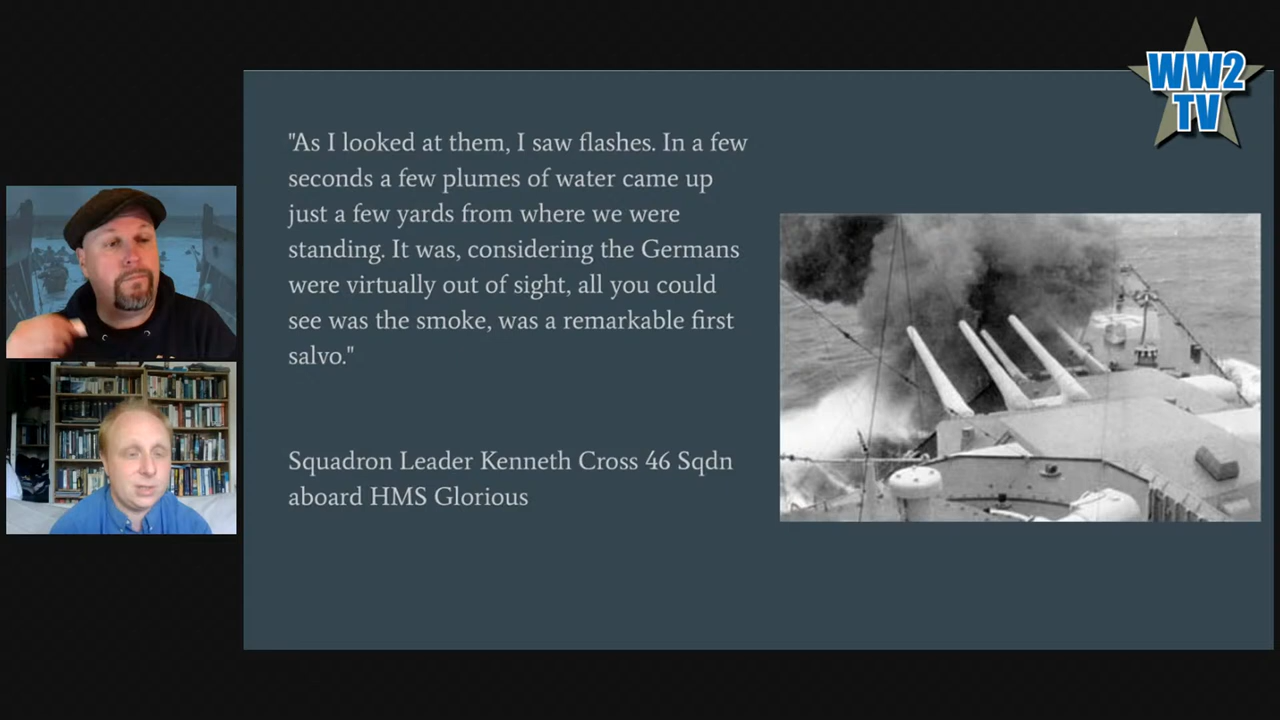 WW2
TV
"As I looked at them, I saw flashes. In a few
seconds a few plumes of water came up
just a few yards from where we were
standing. It was, considering the Germans
were virtually out of sight, all you could
see was the smoke, was a remarkable first
salvo."
Squadron Leader Kenneth Cross 46 Sqdn
aboard HMS Glorious